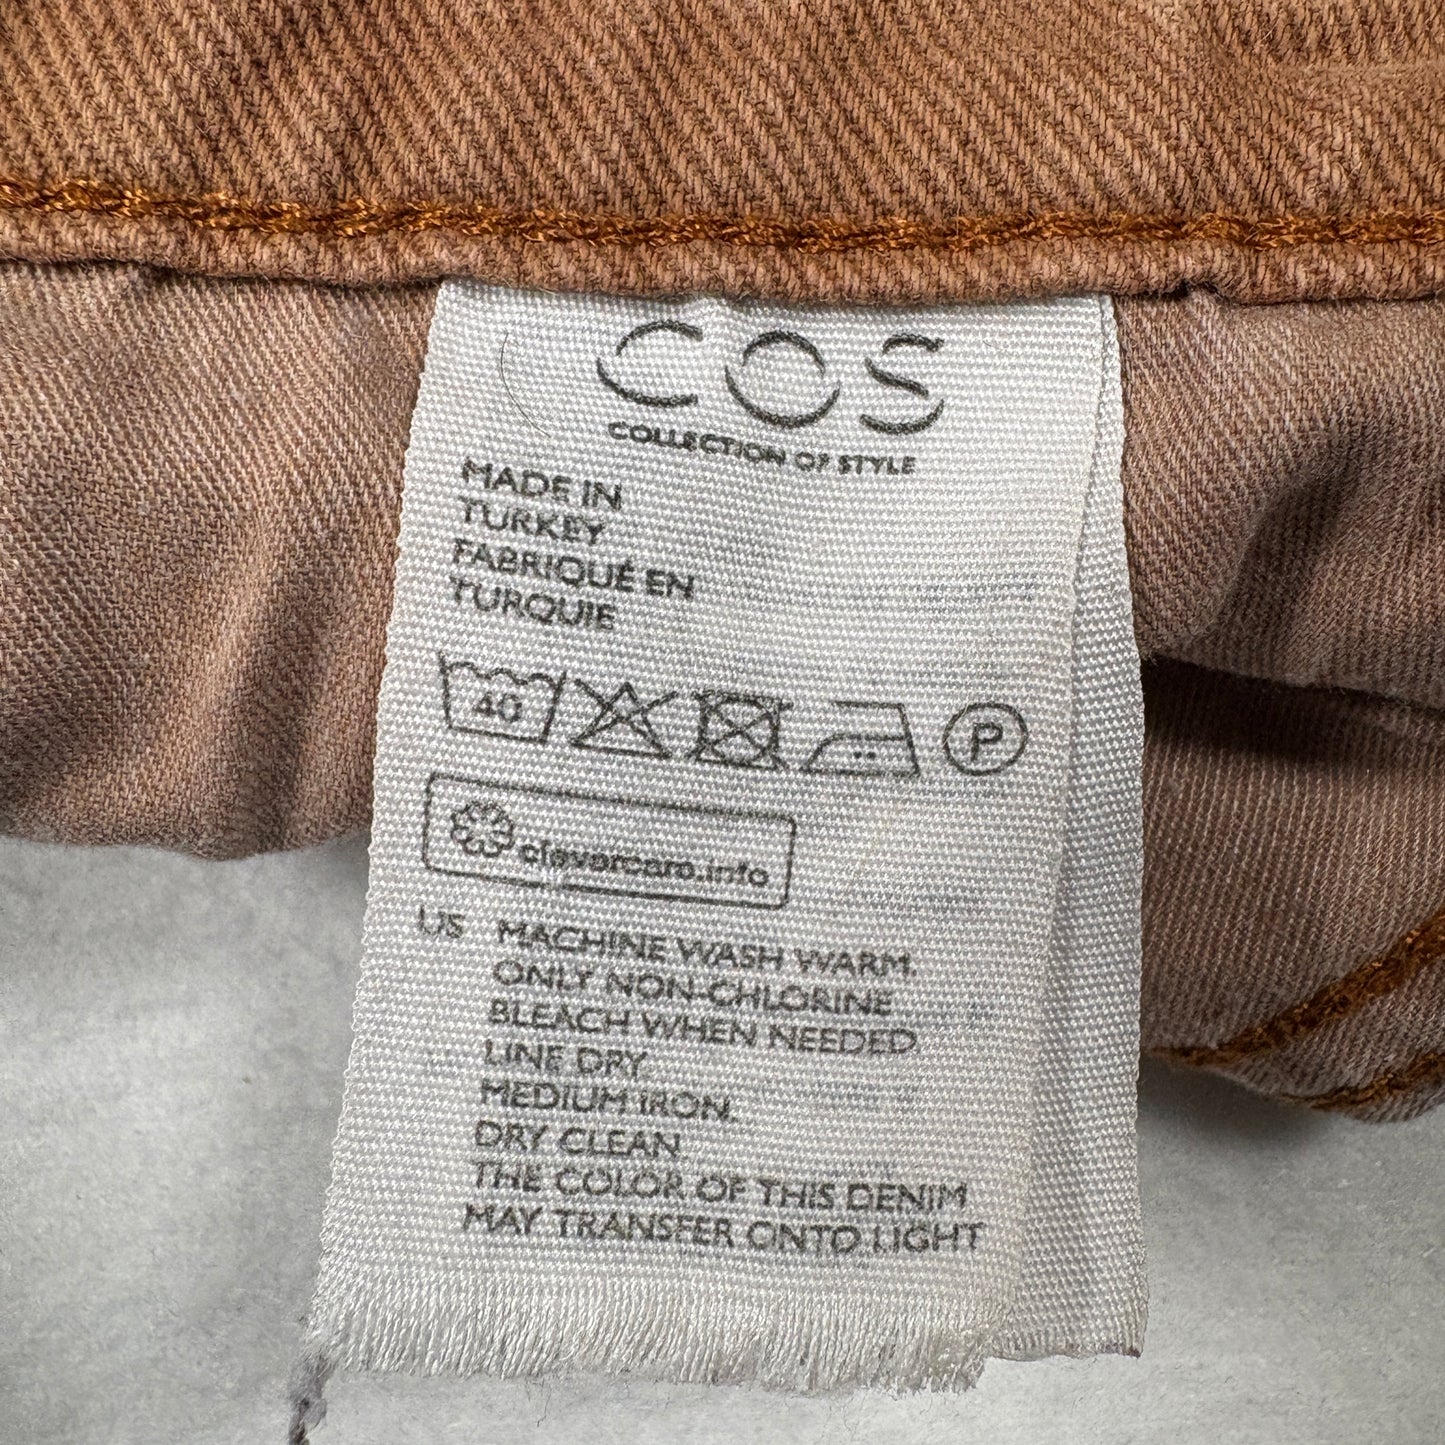 COS
COLLECTION OF STYLE
MADE IN
TURKEY
FABRIQUÉ EN
TURQUIE
40
P
clevercare.info
US MACHINE WASH WARM.
ONLY NON-CHLORINE
BLEACH WHEN NEEDED
LINE DRY
MEDIUM IRON.
DRY CLEAN
THE COLOR OF THIS DENIM
MAY TRANSFER ONTO LIGHT